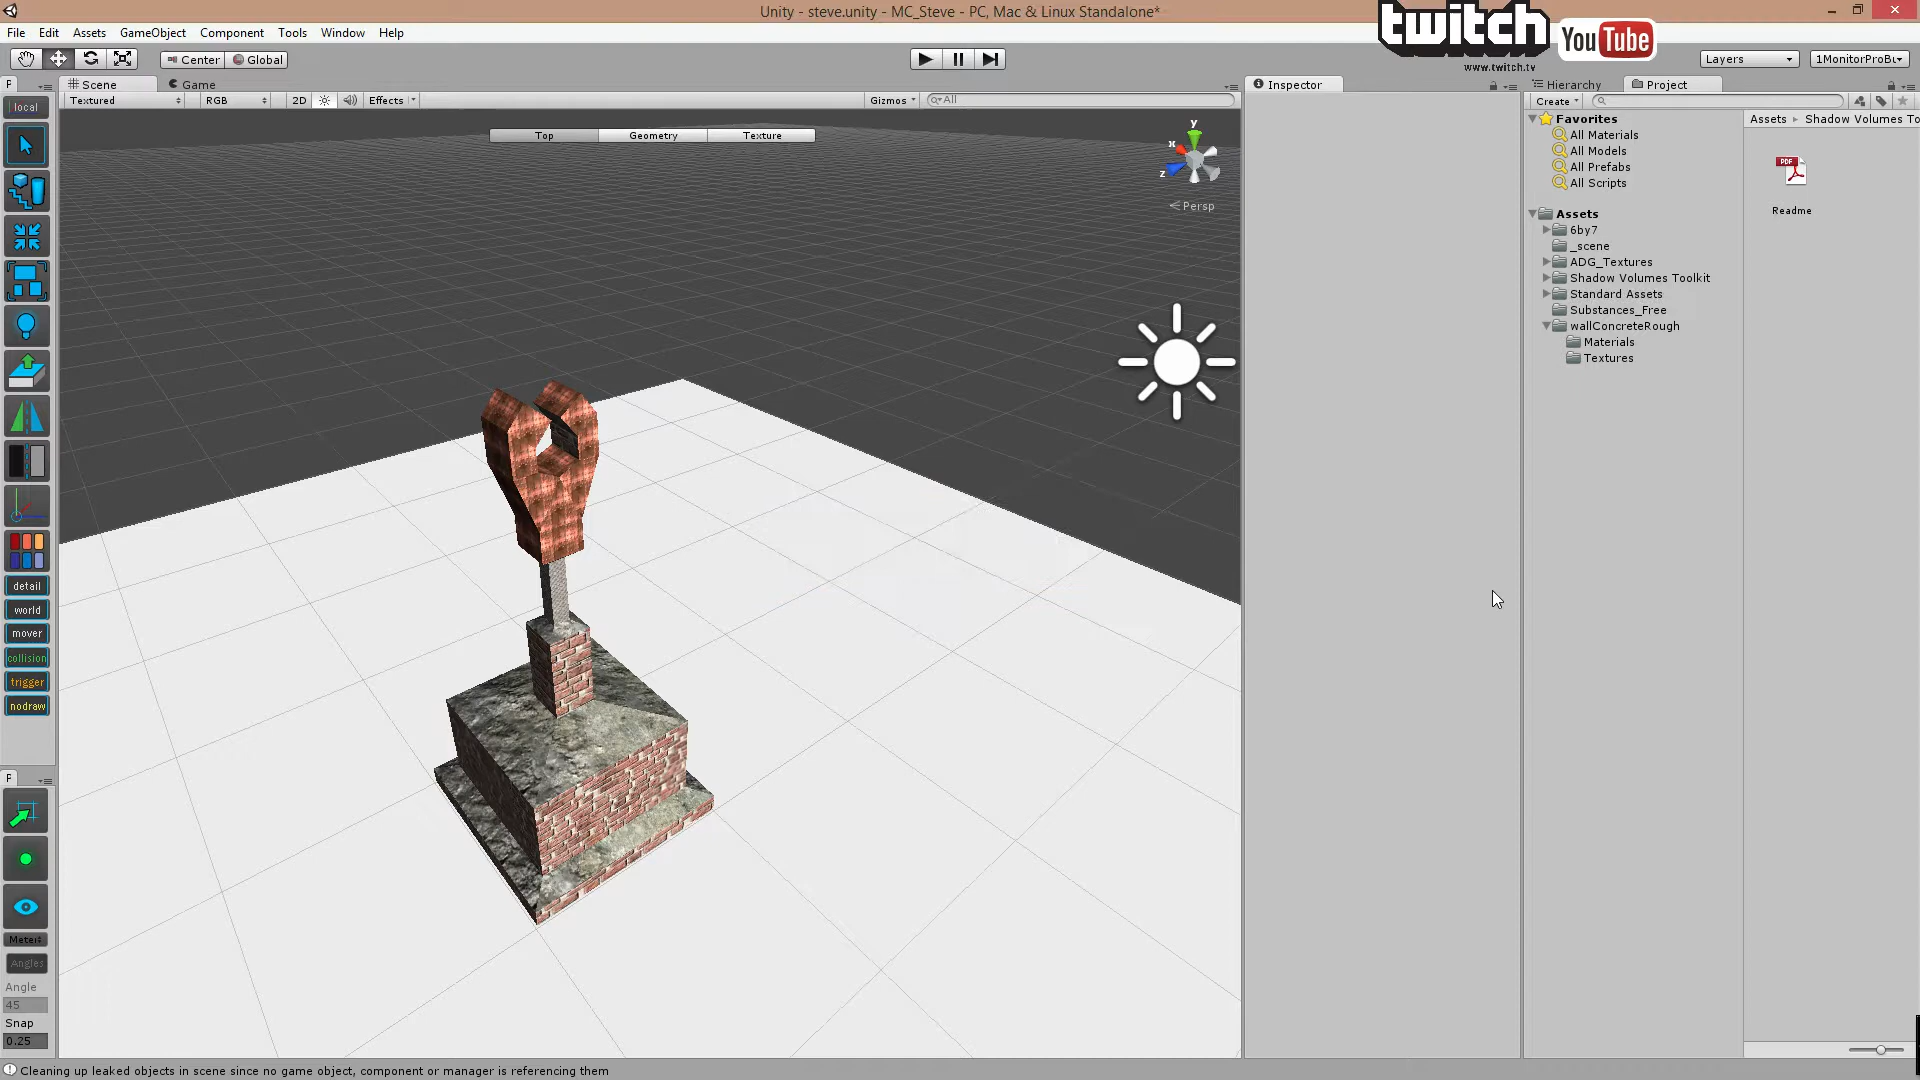 Unity - steve.unity - MC_Steve - PC, Mac & Linux Standalone*
twitch
www.twitch.tv
YouTube
File Edit Assets GameObject Component Tools Window Help
Center Global
Layers
1MonitorProBu
P
Scene Game
Inspector
Hierarchy Project
local
Textured RGB 2D Effects
Gizmos All
Create
Top Geometry Texture
y
x
z
Persp
Favorites
All Materials
All Models
All Prefabs
All Scripts
Assets
6by7
_scene
ADG_Textures
Shadow Volumes Toolkit
Standard Assets
Substances_Free
wallConcreteRough
Materials
Textures
Assets Shadow Volumes To
PDF
Readme
detail
world
mover
collision
trigger
nodraw
P
Meter
Angles
Angle
45
Snap
0.25
Cleaning up leaked objects in scene since no game object, component or manager is referencing them